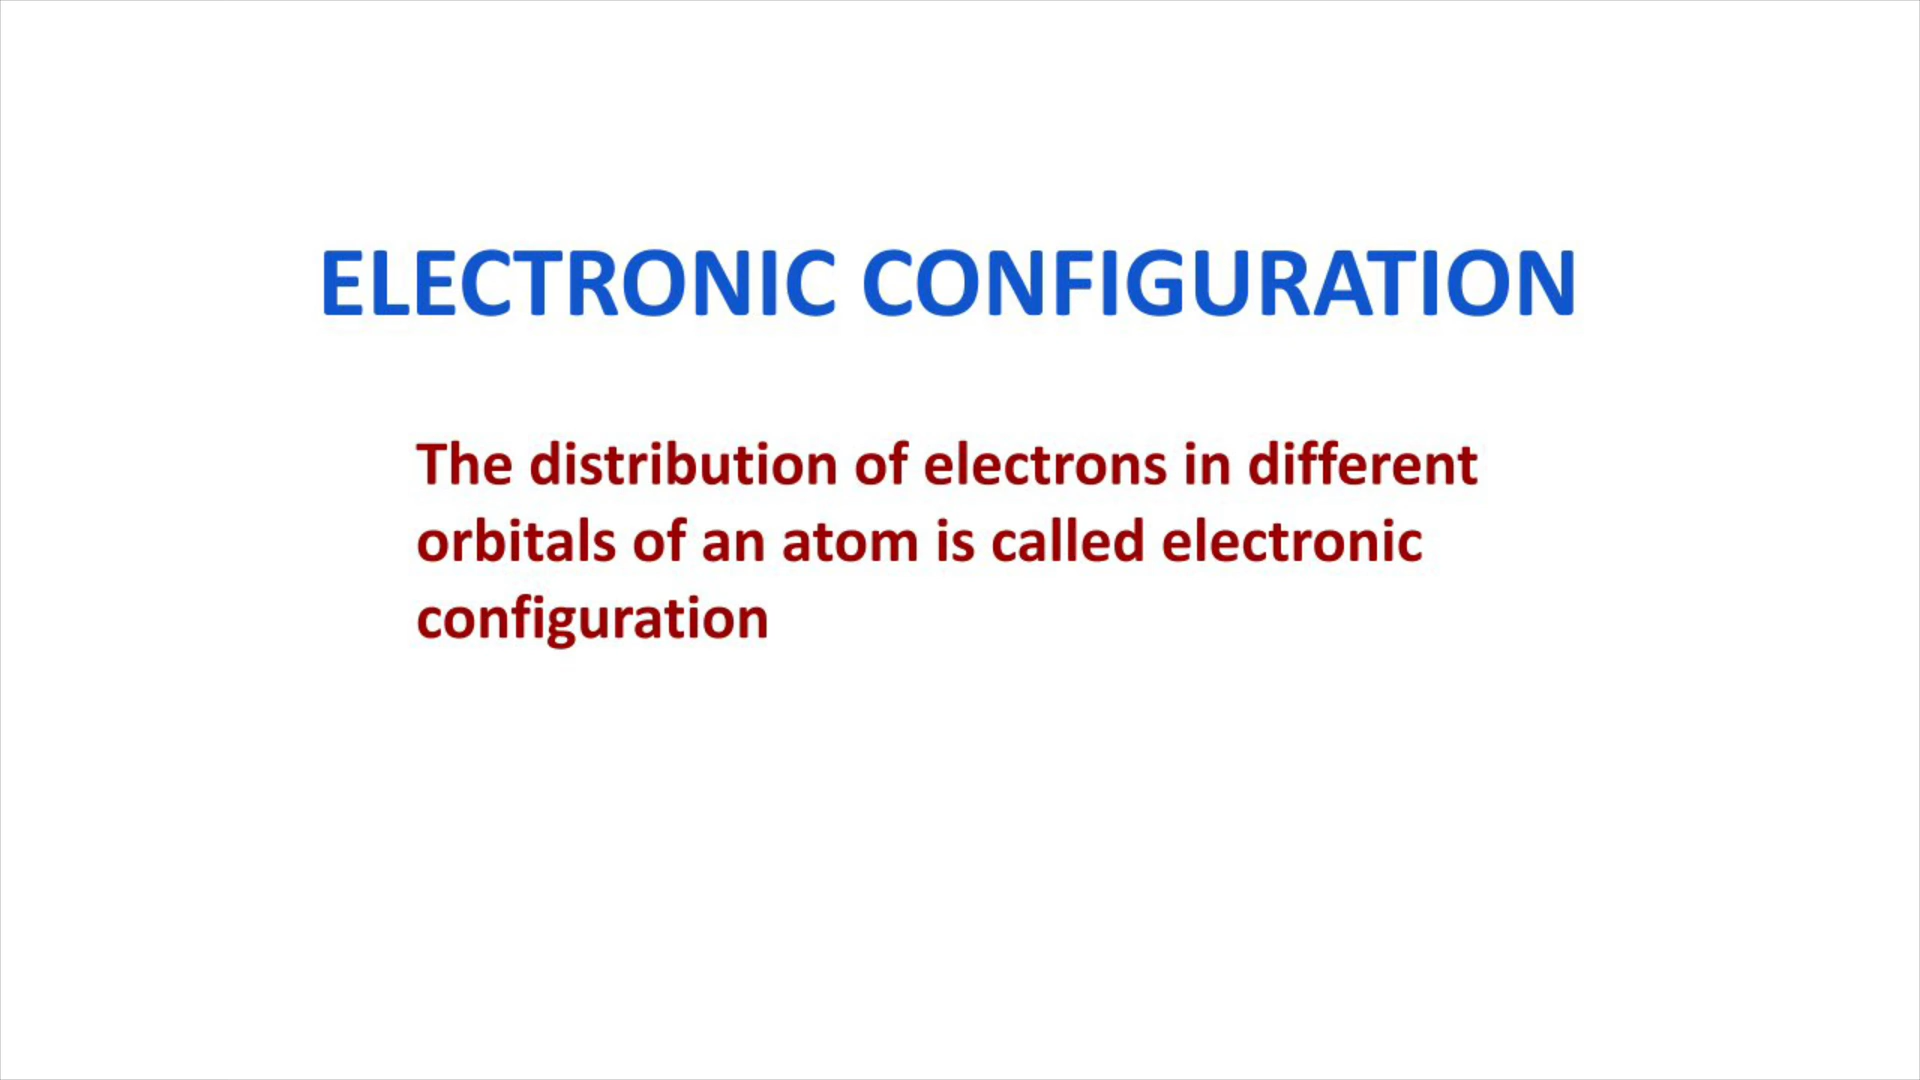 ELECTRONIC CONFIGURATION
The distribution of electrons in different
orbitals of an atom is called electronic
configuration